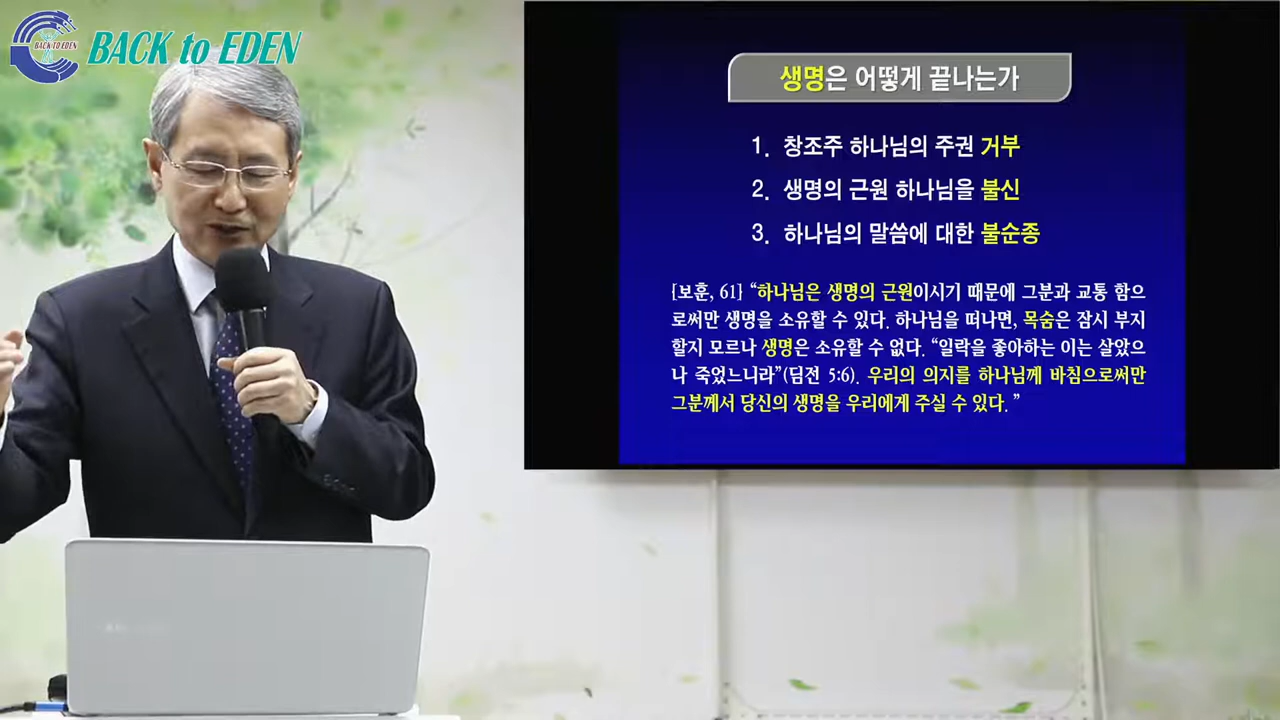 BACK TO EDEN
BACK to EDEN
생명은 어떻게 끝나는가
1. 창조주 하나님의 주권 거부
2. 생명의 근원 하나님을 불신
3. 하나님의 말씀에 대한 불순종
[보훈, 61] “하나님은 생명의 근원이시기 때문에 그분과 교통 함으
로써만 생명을 소유할 수 있다. 하나님을 떠나면, 목숨은 잠시 부지
할지 모르나 생명은 소유할 수 없다. “일락을 좋아하는 이는 살았으
나 죽었느니라”(딤전 5:6). 우리의 의지를 하나님께 바침으로써만
그분께서 당신의 생명을 우리에게 주실 수 있다. ”